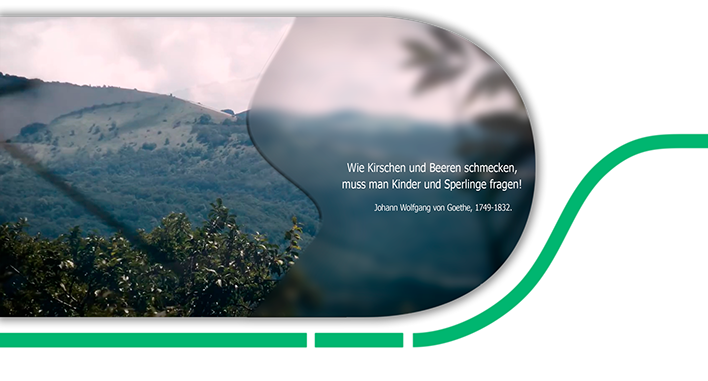 Wie Kirschen und Beeren schmecken,
muss man Kinder und Sperlinge fragen!
Johann Wolfgang von Goethe, 1749-1832.